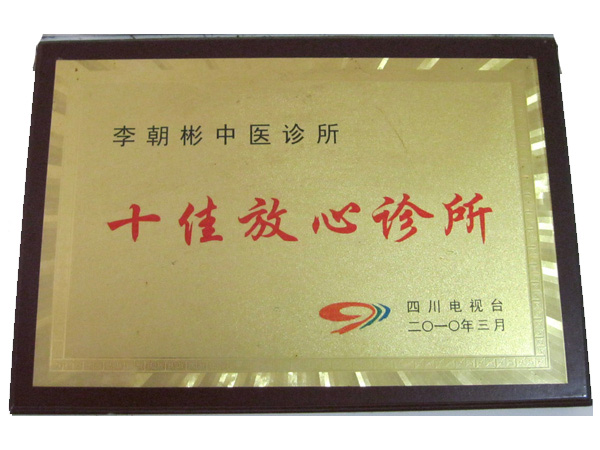 李朝彬中医诊所
十佳放心诊所
四川电视台
二〇一〇年三月